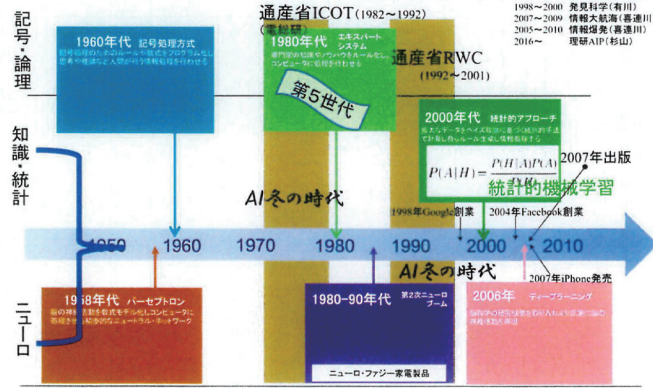 通産省ICOT(1982~1992)
(電総研)
1998~2000 発見科学(有川)
2007~2009 情報大航海(喜連川)
2005~2010 情報爆発(喜連川)
2016~ 理研AIP(杉山)
記号・論理
1960年代 記号処理方式
1980年代 エキスパート
システム
第5世代
通産省RWC
(1992~2001)
2000年代 統計的アプローチ
P(A|H) = P(H|A)P(A)
P(H)
統計的機械学習
2007年出版
知識・統計
AI冬の時代
1998年Google創業
2004年Facebook創業
1950 1960 1970 1980 1990 2000 2010
AI冬の時代
2007年iPhone発売
ニューロ
1958年代 パーセプトロン
1980-90年代 第2次ニューロ
ブーム
ニューロ・ファジー家電製品
2006年 ディープラーニング